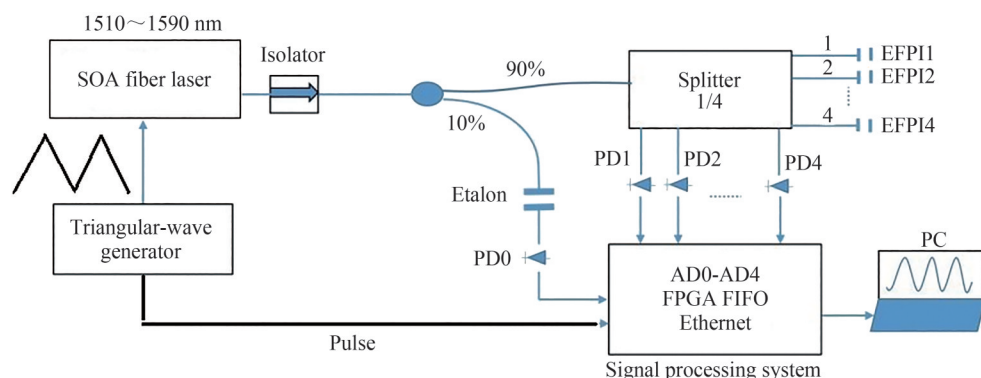 1510～1590 nm
SOA fiber laser
Isolator
90%
10%
Splitter
1/4
1
EFPI1
2
EFPI2
4
EFPI4
PD1
PD2
PD4
Etalon
PD0
Triangular-wave
generator
AD0-AD4
FPGA FIFO
Ethernet
PC
Pulse
Signal processing system